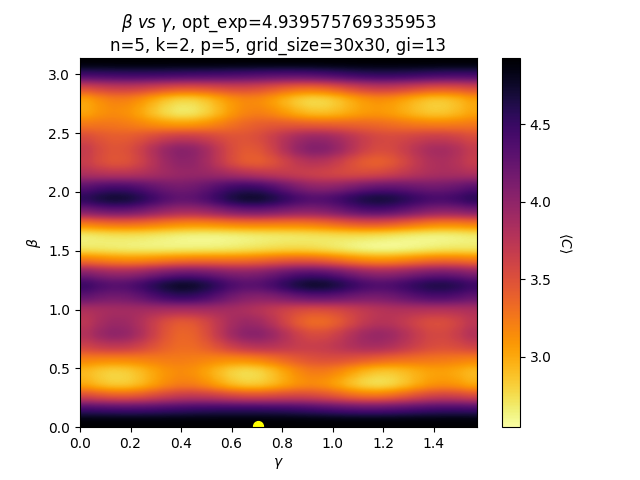 β vs γ, opt_exp=4.939575769335953
n=5, k=2, p=5, grid_size=30x30, gi=13
3.0
2.5
2.0
1.5
1.0
0.5
0.0
β
0.0 0.2 0.4 0.6 0.8 1.0 1.2 1.4
γ
4.5
4.0
3.5
3.0
⟨C⟩